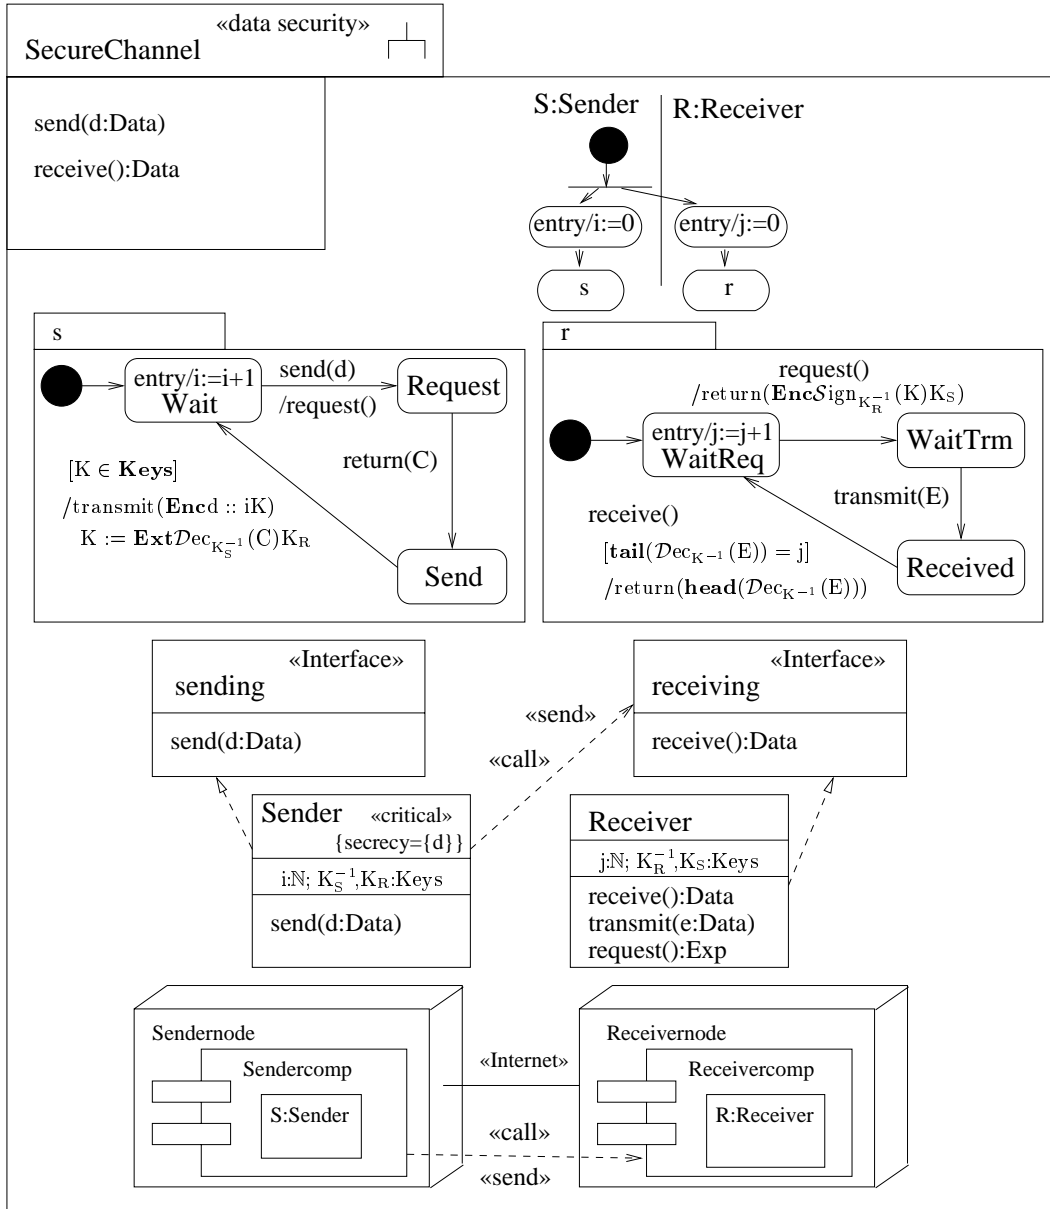 «data security»
SecureChannel
send(d:Data)
receive():Data
S:Sender
R:Receiver
entry/i:=0
entry/j:=0
s
r
s
entry/i:=i+1
Wait
send(d)
/request()
Request
return(C)
[K ∈ Keys]
/transmit(Encd :: iK)
K := Ext𝒟ec_{K_S^{−1}}(C)K_R
Send
r
request()
/return(Enc𝒮ign_{K_R^{−1}}(K)K_S)
entry/j:=j+1
WaitReq
WaitTrm
transmit(E)
receive()
[tail(𝒟ec_{K^{−1}}(E)) = j]
/return(head(𝒟ec_{K^{−1}}(E)))
Received
«Interface»
sending
send(d:Data)
«Interface»
receiving
receive():Data
«send»
«call»
Sender
«critical»
{secrecy={d}}
i:ℕ; K_S^{−1},K_R:Keys
send(d:Data)
Receiver
j:ℕ; K_R^{−1},K_S:Keys
receive():Data
transmit(e:Data)
request():Exp
Sendernode
Sendercomp
S:Sender
«Internet»
«call»
«send»
Receivernode
Receivercomp
R:Receiver